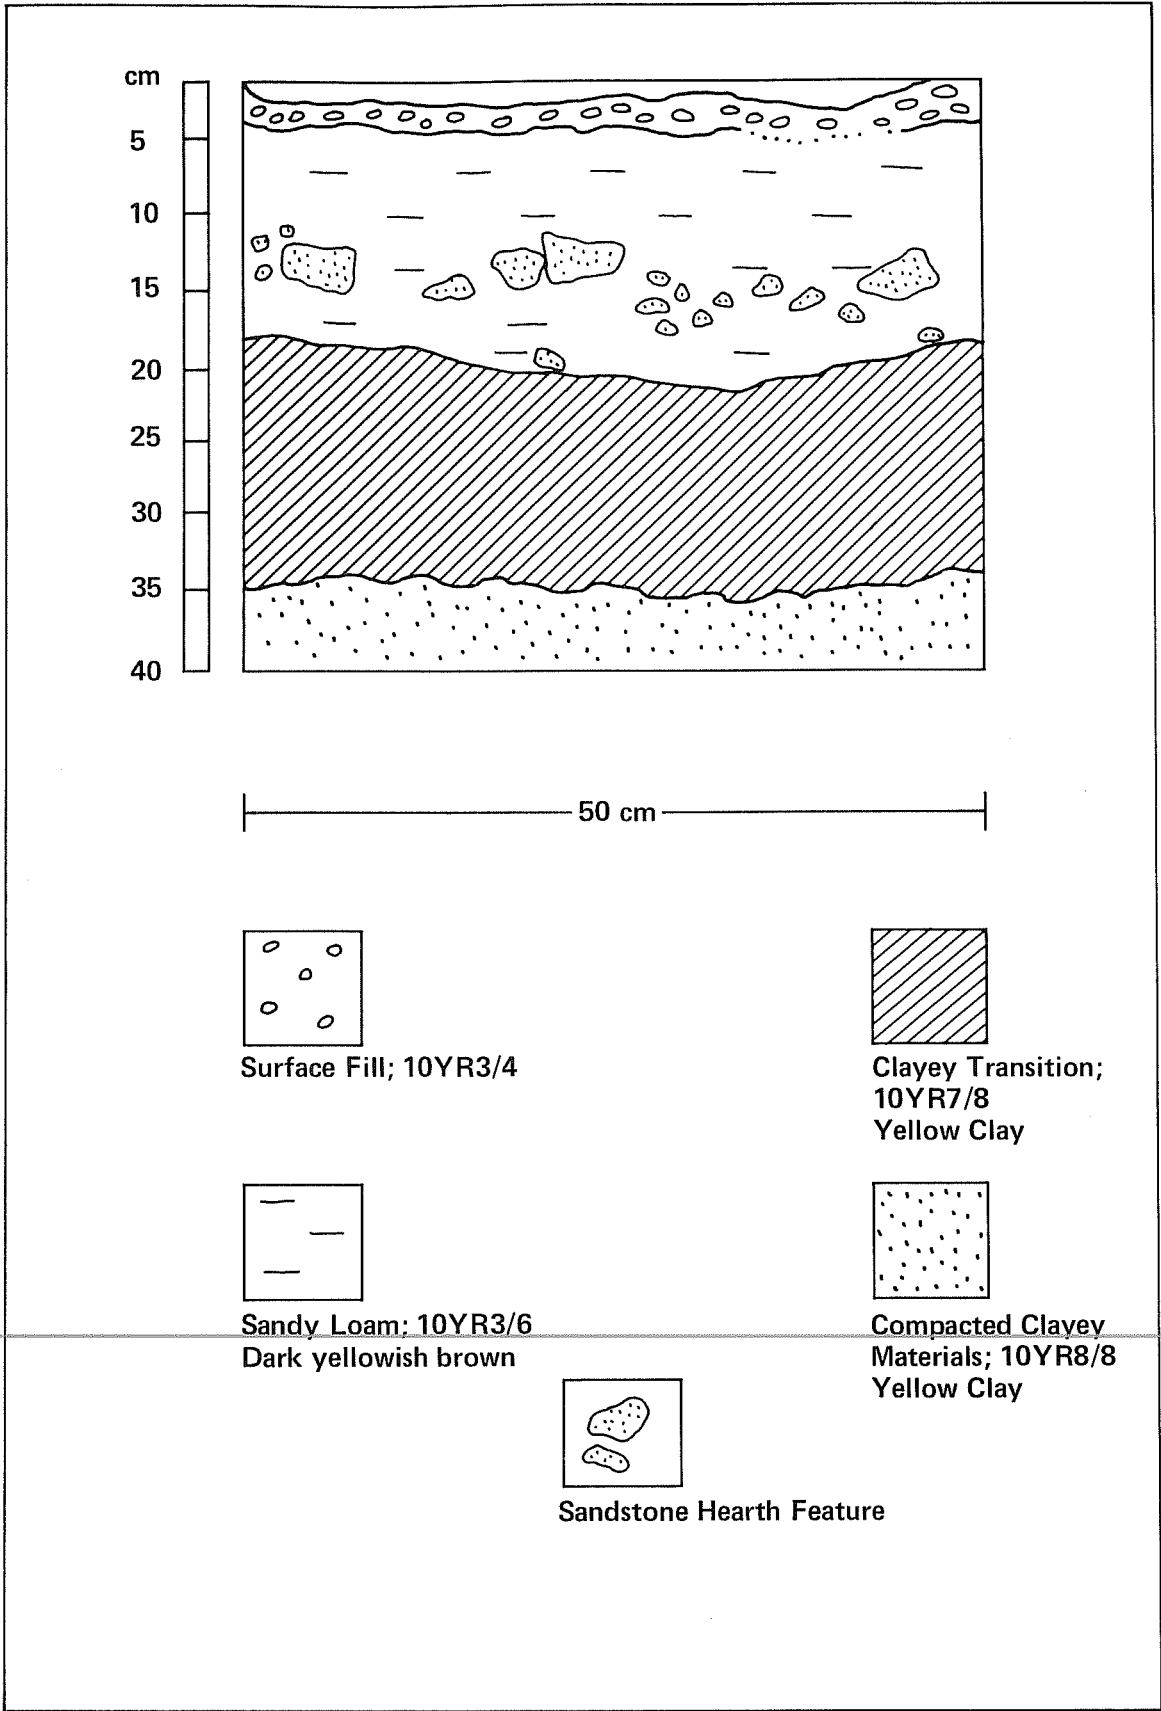 cm
5
10
15
20
25
30
35
40
50 cm
Surface Fill; 10YR3/4
Clayey Transition;
10YR7/8
Yellow Clay
Sandy Loam; 10YR3/6
Dark yellowish brown
Compacted Clayey
Materials; 10YR8/8
Yellow Clay
Sandstone Hearth Feature